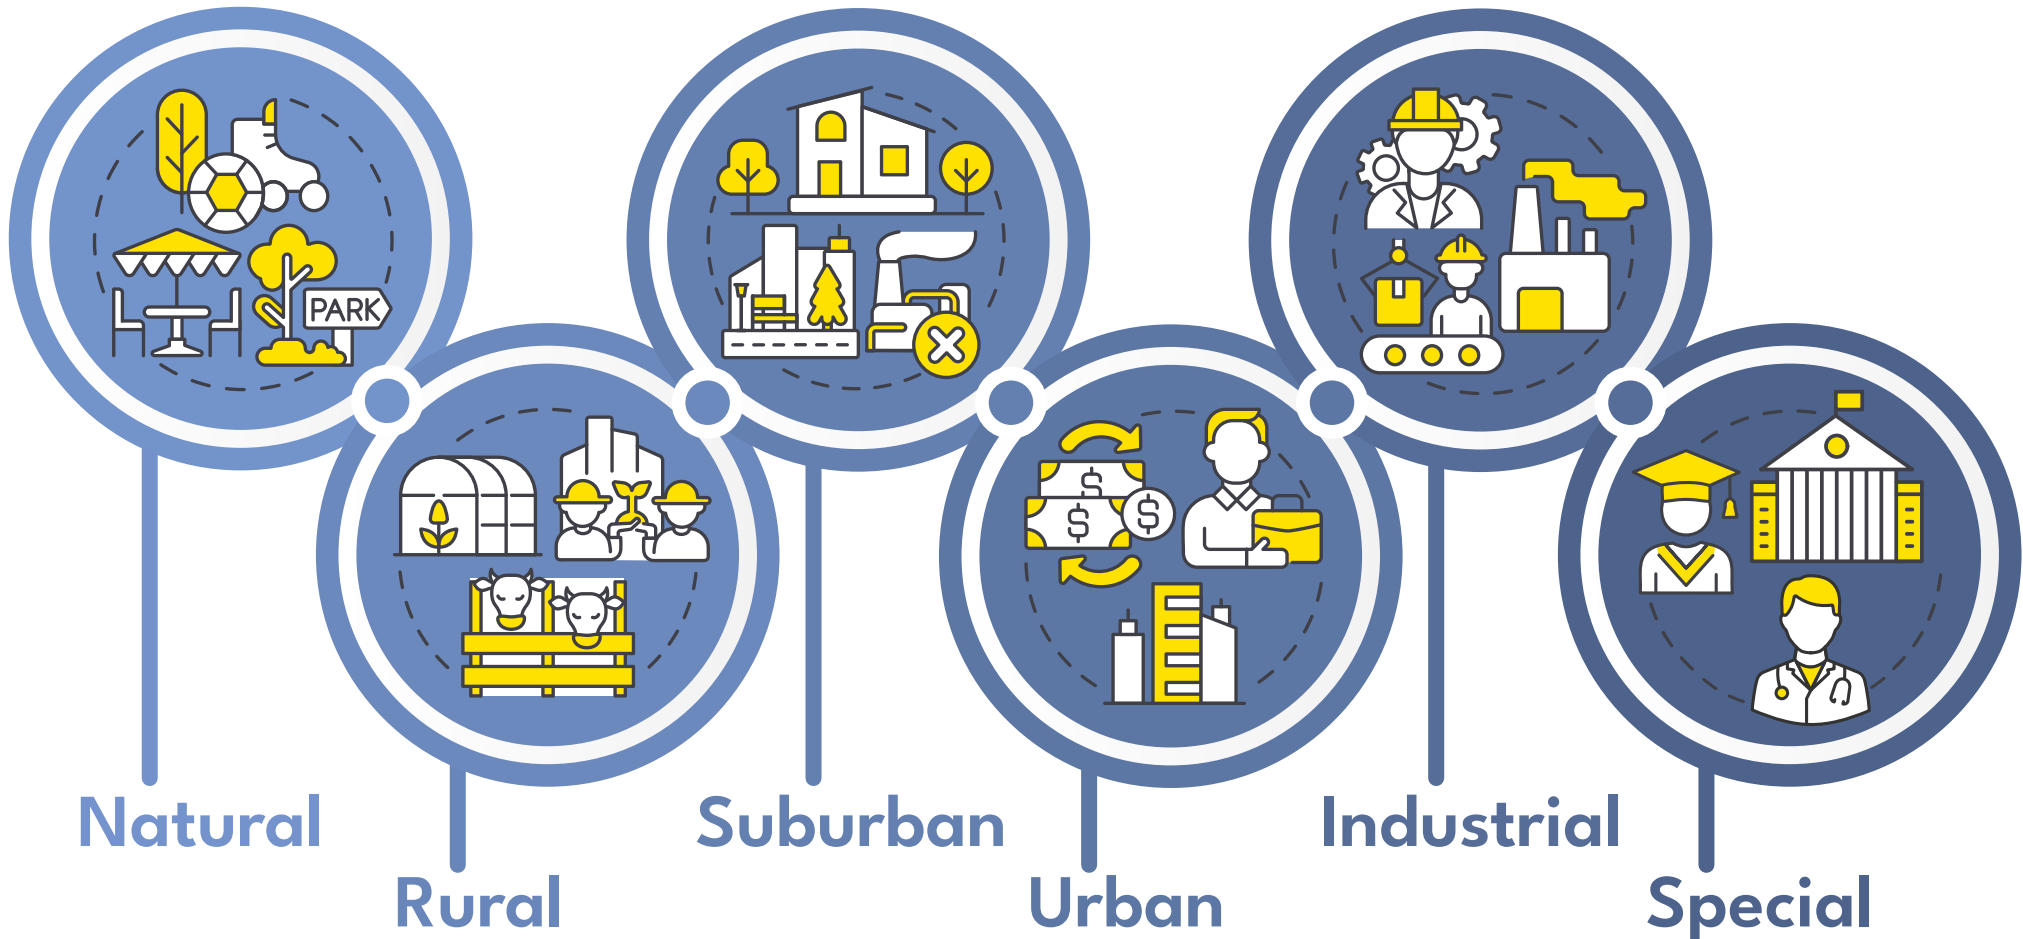 PARK
$
$
$
Natural
Rural
Suburban
Urban
Industrial
Special